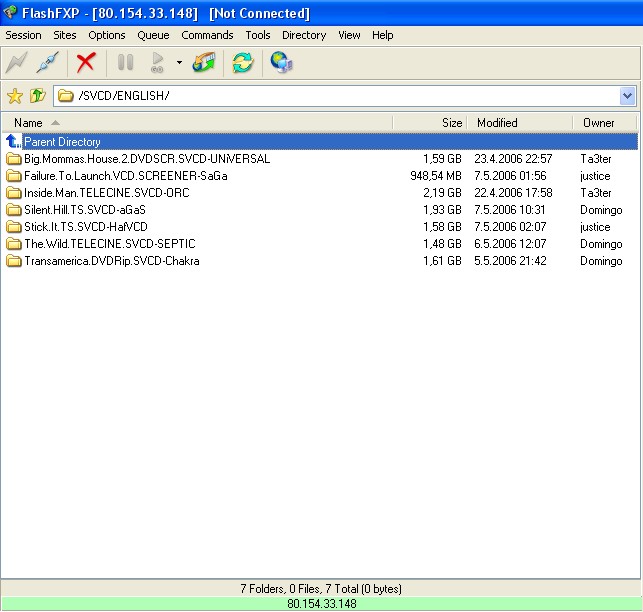 FlashFXP - [80.154.33.148] [Not Connected]
Session Sites Options Queue Commands Tools Directory View Help
/SVCD/ENGLISH/
Name Size Modified Owner
Parent Directory
Big.Mommas.House.2.DVDSCR.SVCD-UNiVERSAL 1,59 GB 23.4.2006 22:57 Ta3ter
Failure.To.Launch.VCD.SCREENER-SaGa 948,54 MB 7.5.2006 01:56 justice
Inside.Man.TELECINE.SVCD-ORC 2,19 GB 22.4.2006 17:58 Ta3ter
Silent.Hill.TS.SVCD-aGaS 1,93 GB 7.5.2006 10:31 Domingo
Stick.It.TS.SVCD-HafVCD 1,58 GB 7.5.2006 02:07 justice
The.Wild.TELECINE.SVCD-SEPTIC 1,48 GB 6.5.2006 12:07 Domingo
Transamerica.DVDRip.SVCD-Chakra 1,61 GB 5.5.2006 21:42 Domingo
7 Folders, 0 Files, 7 Total (0 bytes)
80.154.33.148